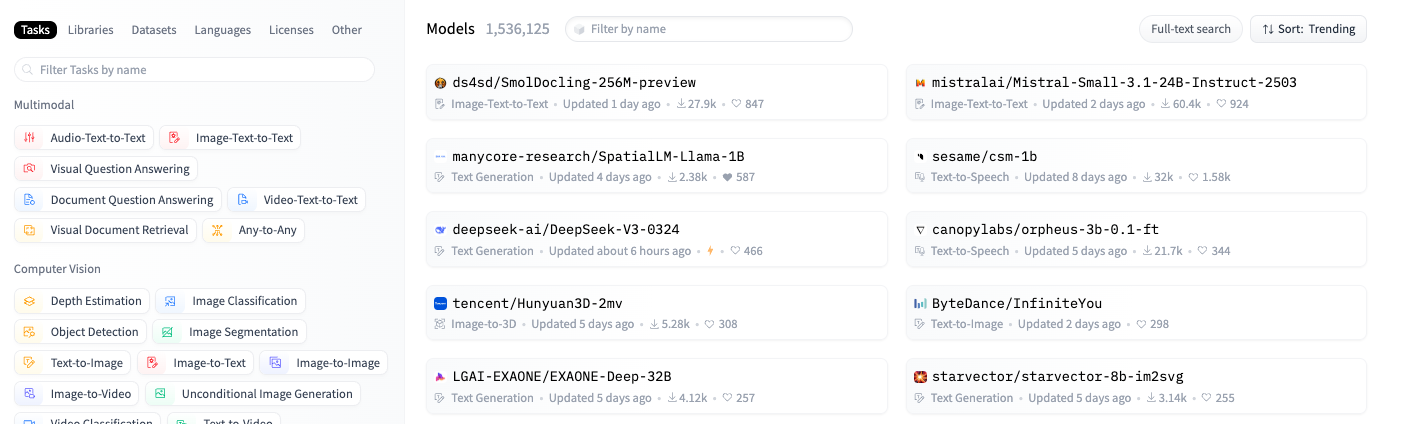 Tasks Libraries Datasets Languages Licenses Other
Filter Tasks by name
Multimodal
Audio-Text-to-Text Image-Text-to-Text
Visual Question Answering
Document Question Answering Video-Text-to-Text
Visual Document Retrieval Any-to-Any
Computer Vision
Depth Estimation Image Classification
Object Detection Image Segmentation
Text-to-Image Image-to-Text Image-to-Image
Image-to-Video Unconditional Image Generation
Video Classification Text-to-Video
Models 1,536,125 Filter by name Full-text search Sort: Trending
ds4sd/SmolDocling-256M-preview
Image-Text-to-Text • Updated 1 day ago • 27.9k • 847
mistralai/Mistral-Small-3.1-24B-Instruct-2503
Image-Text-to-Text • Updated 2 days ago • 60.4k • 924
manycore-research/SpatialLM-Llama-1B
Text Generation • Updated 4 days ago • 2.38k • 587
sesame/csm-1b
Text-to-Speech • Updated 8 days ago • 32k • 1.58k
deepseek-ai/DeepSeek-V3-0324
Text Generation • Updated about 6 hours ago • • 466
canopylabs/orpheus-3b-0.1-ft
Text-to-Speech • Updated 5 days ago • 21.7k • 344
tencent/Hunyuan3D-2mv
Image-to-3D • Updated 5 days ago • 5.28k • 308
ByteDance/InfiniteYou
Text-to-Image • Updated 2 days ago • 298
LGAI-EXAONE/EXAONE-Deep-32B
Text Generation • Updated 5 days ago • 4.12k • 257
starvector/starvector-8b-im2svg
Text Generation • Updated 5 days ago • 3.14k • 255